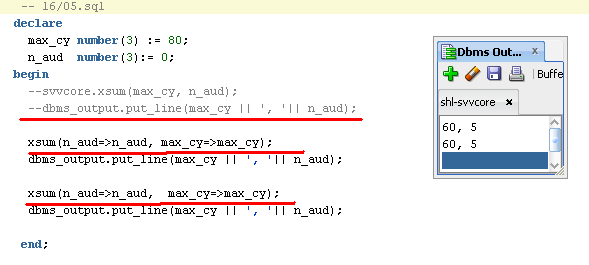 -- 16/05.sql
declare
max_cy number(3) := 80;
n_aud number(3):= 0;
begin
--svvcore.xsum(max_cy, n_aud);
--dbms_output.put_line(max_cy || ', '|| n_aud);
xsum(n_aud=>n_aud, max_cy=>max_cy);
dbms_output.put_line(max_cy || ', '|| n_aud);
xsum(n_aud=>n_aud, max_cy=>max_cy);
dbms_output.put_line(max_cy || ', '|| n_aud);
end;
Dbms Out...
Buffe
shl-svvcore
60, 5
60, 5